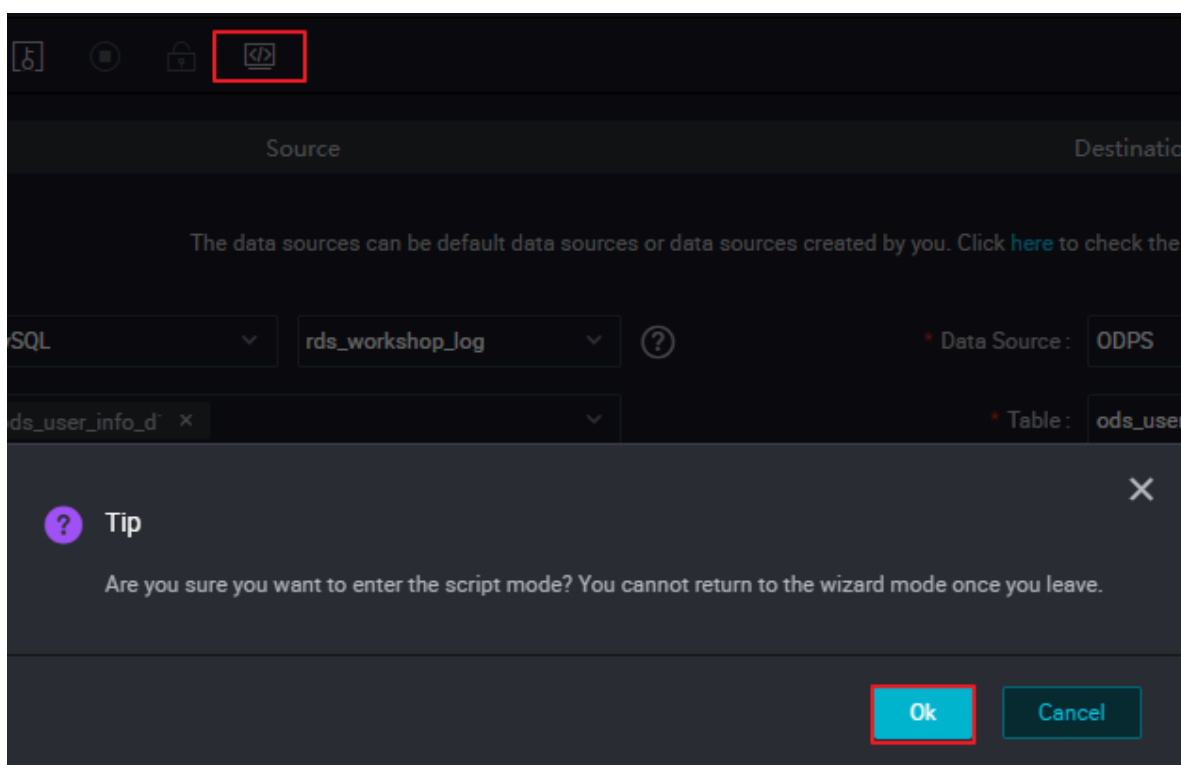 Source
Destinatio
The data sources can be default data sources or data sources created by you. Click here to check the
ySQL
rds_workshop_log
?
* Data Source :
ODPS
ods_user_info_d
×
* Table :
ods_user
? Tip
Are you sure you want to enter the script mode? You cannot return to the wizard mode once you leave.
Ok
Cancel